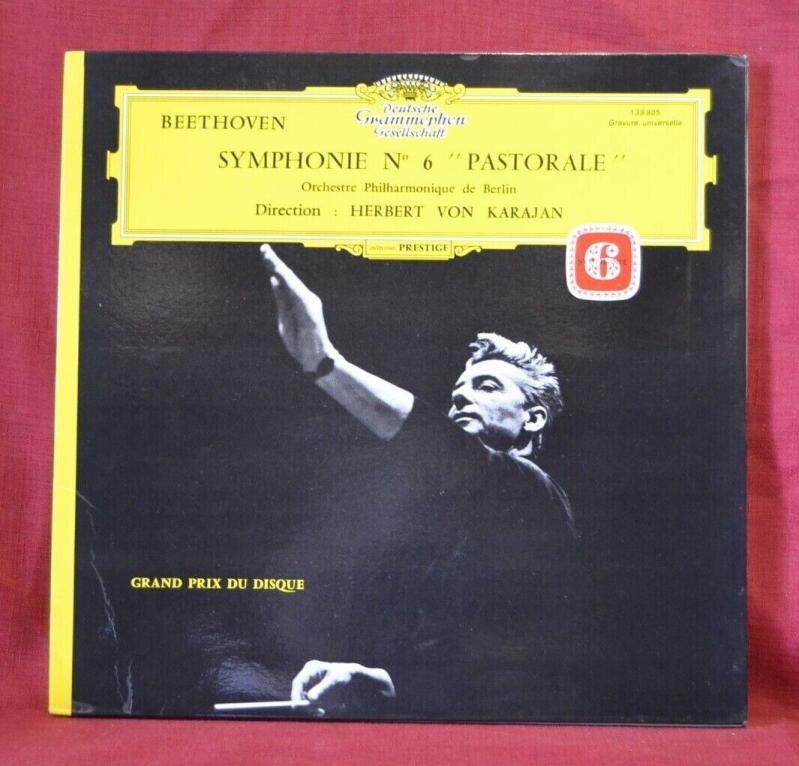 Deutsche
Grammophon
Gesellschaft
BEETHOVEN
138 805
Gravure universelle
SYMPHONIE Nº 6 "PASTORALE"
Orchestre Philharmonique de Berlin
Direction : HERBERT VON KARAJAN
PRESTIGE
6
GRAND PRIX DU DISQUE